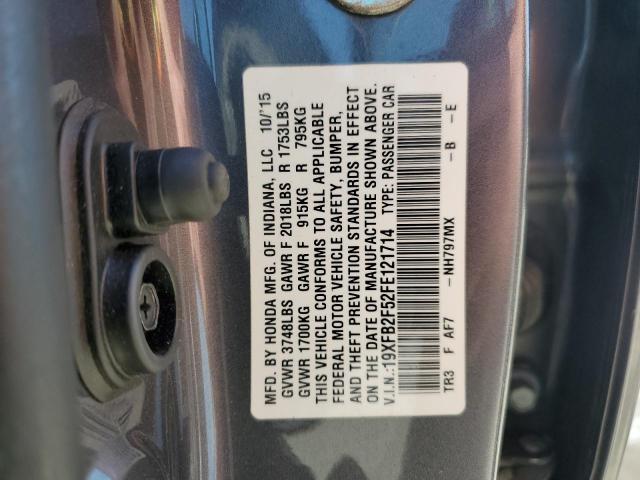 MFD. BY HONDA MFG. OF INDIANA, LLC 10/'15
GVWR 3748LBS GAWR F 2018LBS R 1753LBS
GVWR 1700KG GAWR F 915KG R 795KG
THIS VEHICLE CONFORMS TO ALL APPLICABLE
FEDERAL MOTOR VEHICLE SAFETY, BUMPER,
AND THEFT PREVENTION STANDARDS IN EFFECT
ON THE DATE OF MANUFACTURE SHOWN ABOVE.
V.I.N.:19XFB2F52FE121714 TYPE: PASSENGER CAR
TR3 F AF7 -NH797MX -B -E